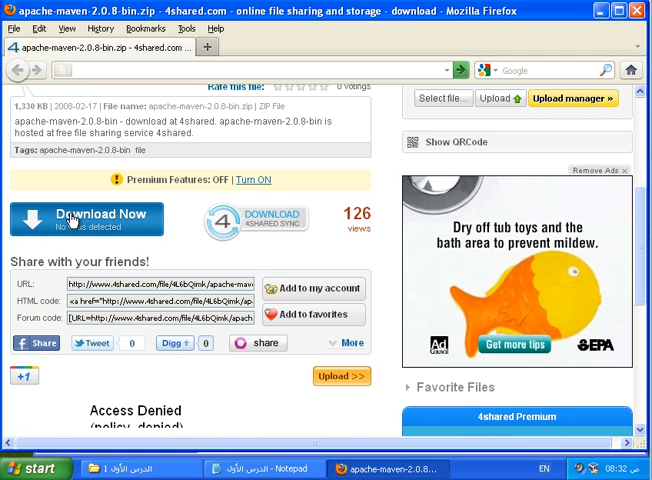 apache-maven-2.0.8-bin.zip - 4shared.com - online file sharing and storage - download - Mozilla Firefox
File Edit View History Bookmarks Tools Help
4 apache-maven-2.0.8-bin.zip - 4shared.com ...
Google
Rate this file: 0 votings
1,330 KB | 2008-02-17 | File name: apache-maven-2.0.8-bin.zip | ZIP File
apache-maven-2.0.8-bin - download at 4shared. apache-maven-2.0.8-bin is
hosted at free file sharing service 4shared.
Tags: apache-maven-2.0.8-bin file
Select file... Upload Upload manager »
Show QRCode
Premium Features: OFF | Turn ON
Remove Ads x
Download Now
No virus detected
4 DOWNLOAD
4SHARED SYNC
126
views
Dry off tub toys and the
bath area to prevent mildew.
Get more tips
Ad
Council
EPA
Share with your friends!
URL: http://www.4shared.com/file/4L6bQimk/apache-mav
HTML code: <a href="http://www.4shared.com/file/4L6bQimk/ap
Forum code: [URL=http://www.4shared.com/file/4L6bQimk/apach
Add to my account
Add to favorites
f Share Tweet 0 Digg 0 share More
+1
Upload >>
Favorite Files
4shared Premium
Access Denied
(policy_denied)
start
الدرس الأول 1
الدرس الأول - Notepad
apache-maven-2.0.8...
EN
08:32 ص